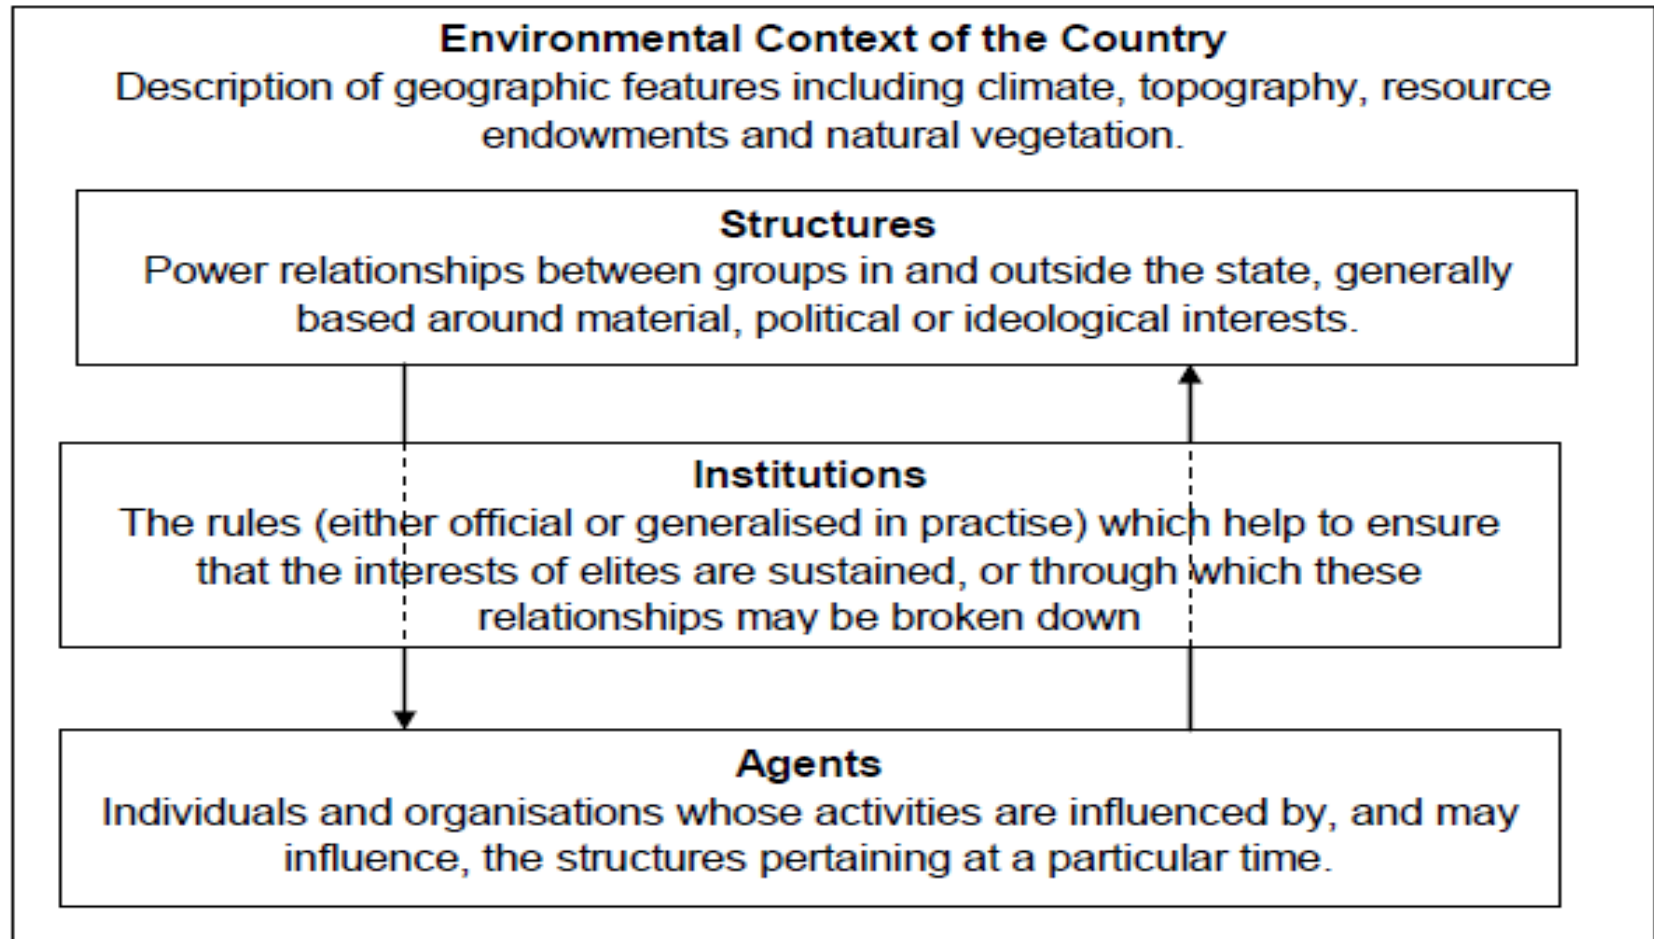 Environmental Context of the Country
Description of geographic features including climate, topography, resource
endowments and natural vegetation.
Structures
Power relationships between groups in and outside the state, generally
based around material, political or ideological interests.
Institutions
The rules (either official or generalised in practise) which help to ensure
that the interests of elites are sustained, or through which these
relationships may be broken down
Agents
Individuals and organisations whose activities are influenced by, and may
influence, the structures pertaining at a particular time.